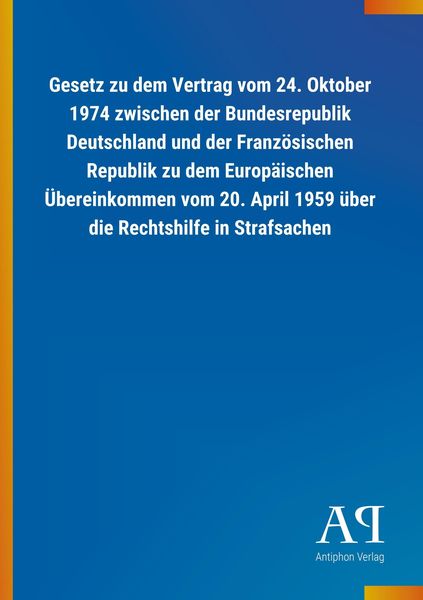 Gesetz zu dem Vertrag vom 24. Oktober
1974 zwischen der Bundesrepublik
Deutschland und der Französischen
Republik zu dem Europäischen
Übereinkommen vom 20. April 1959 über
die Rechtshilfe in Strafsachen
AP
Antiphon Verlag